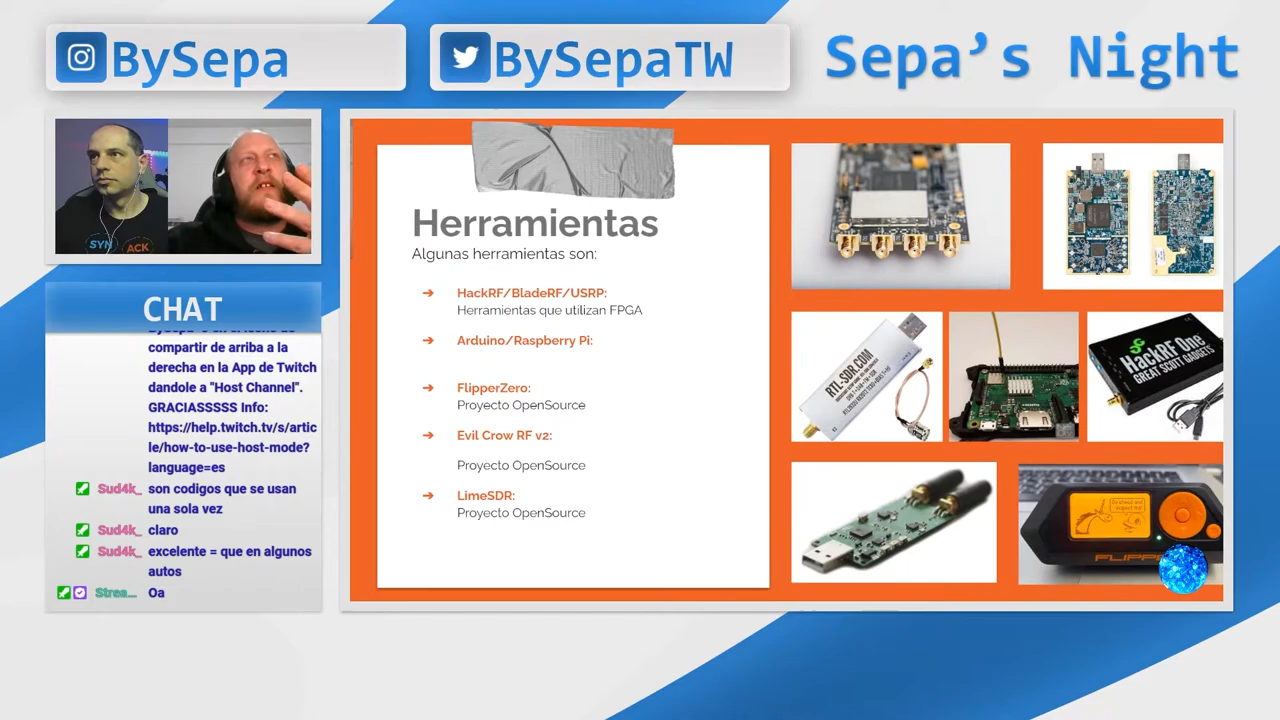 BySepa
BySepaTW
Sepa's Night
SYN
ACK
CHAT
compartir de arriba a la
derecha en la App de Twitch
dandole a "Host Channel".
GRACIASSSSS Info:
https://help.twitch.tv/s/artic
le/how-to-use-host-mode?
language=es
Sud4k_ son codigos que se usan
una sola vez
Sud4k_ claro
Sud4k_ excelente = que en algunos
autos
Strea... Oa
Herramientas
Algunas herramientas son:
➔ HackRF/BladeRF/USRP:
Herramientas que utilizan FPGA
➔ Arduino/Raspberry Pi:
➔ FlipperZero:
Proyecto OpenSource
➔ Evil Crow RF v2:
Proyecto OpenSource
➔ LimeSDR:
Proyecto OpenSource
RTL-SDR.COM
HackRF One
GREAT SCOTT GADGETS